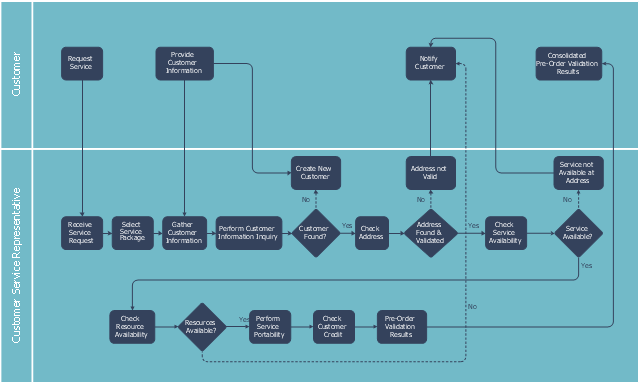 Customer
Request
Service
Provide
Customer
Information
Notify
Customer
Consolidated
Pre-Order Validation
Results
Customer Service Representative
Create New
Customer
Address not
Valid
Service not
Available at
Address
No
No
No
Receive
Service
Request
Select
Service
Package
Gather
Customer
Information
Perform Customer
Information Inquiry
Customer
Found?
Yes
Check
Address
Address
Found &
Validated
Yes
Check
Service
Availability
Service
Available?
Yes
Check
Resource
Availability
Resources
Available?
Yes
Perform
Service
Portability
Check
Customer
Credit
Pre-Order
Validation
Results
No